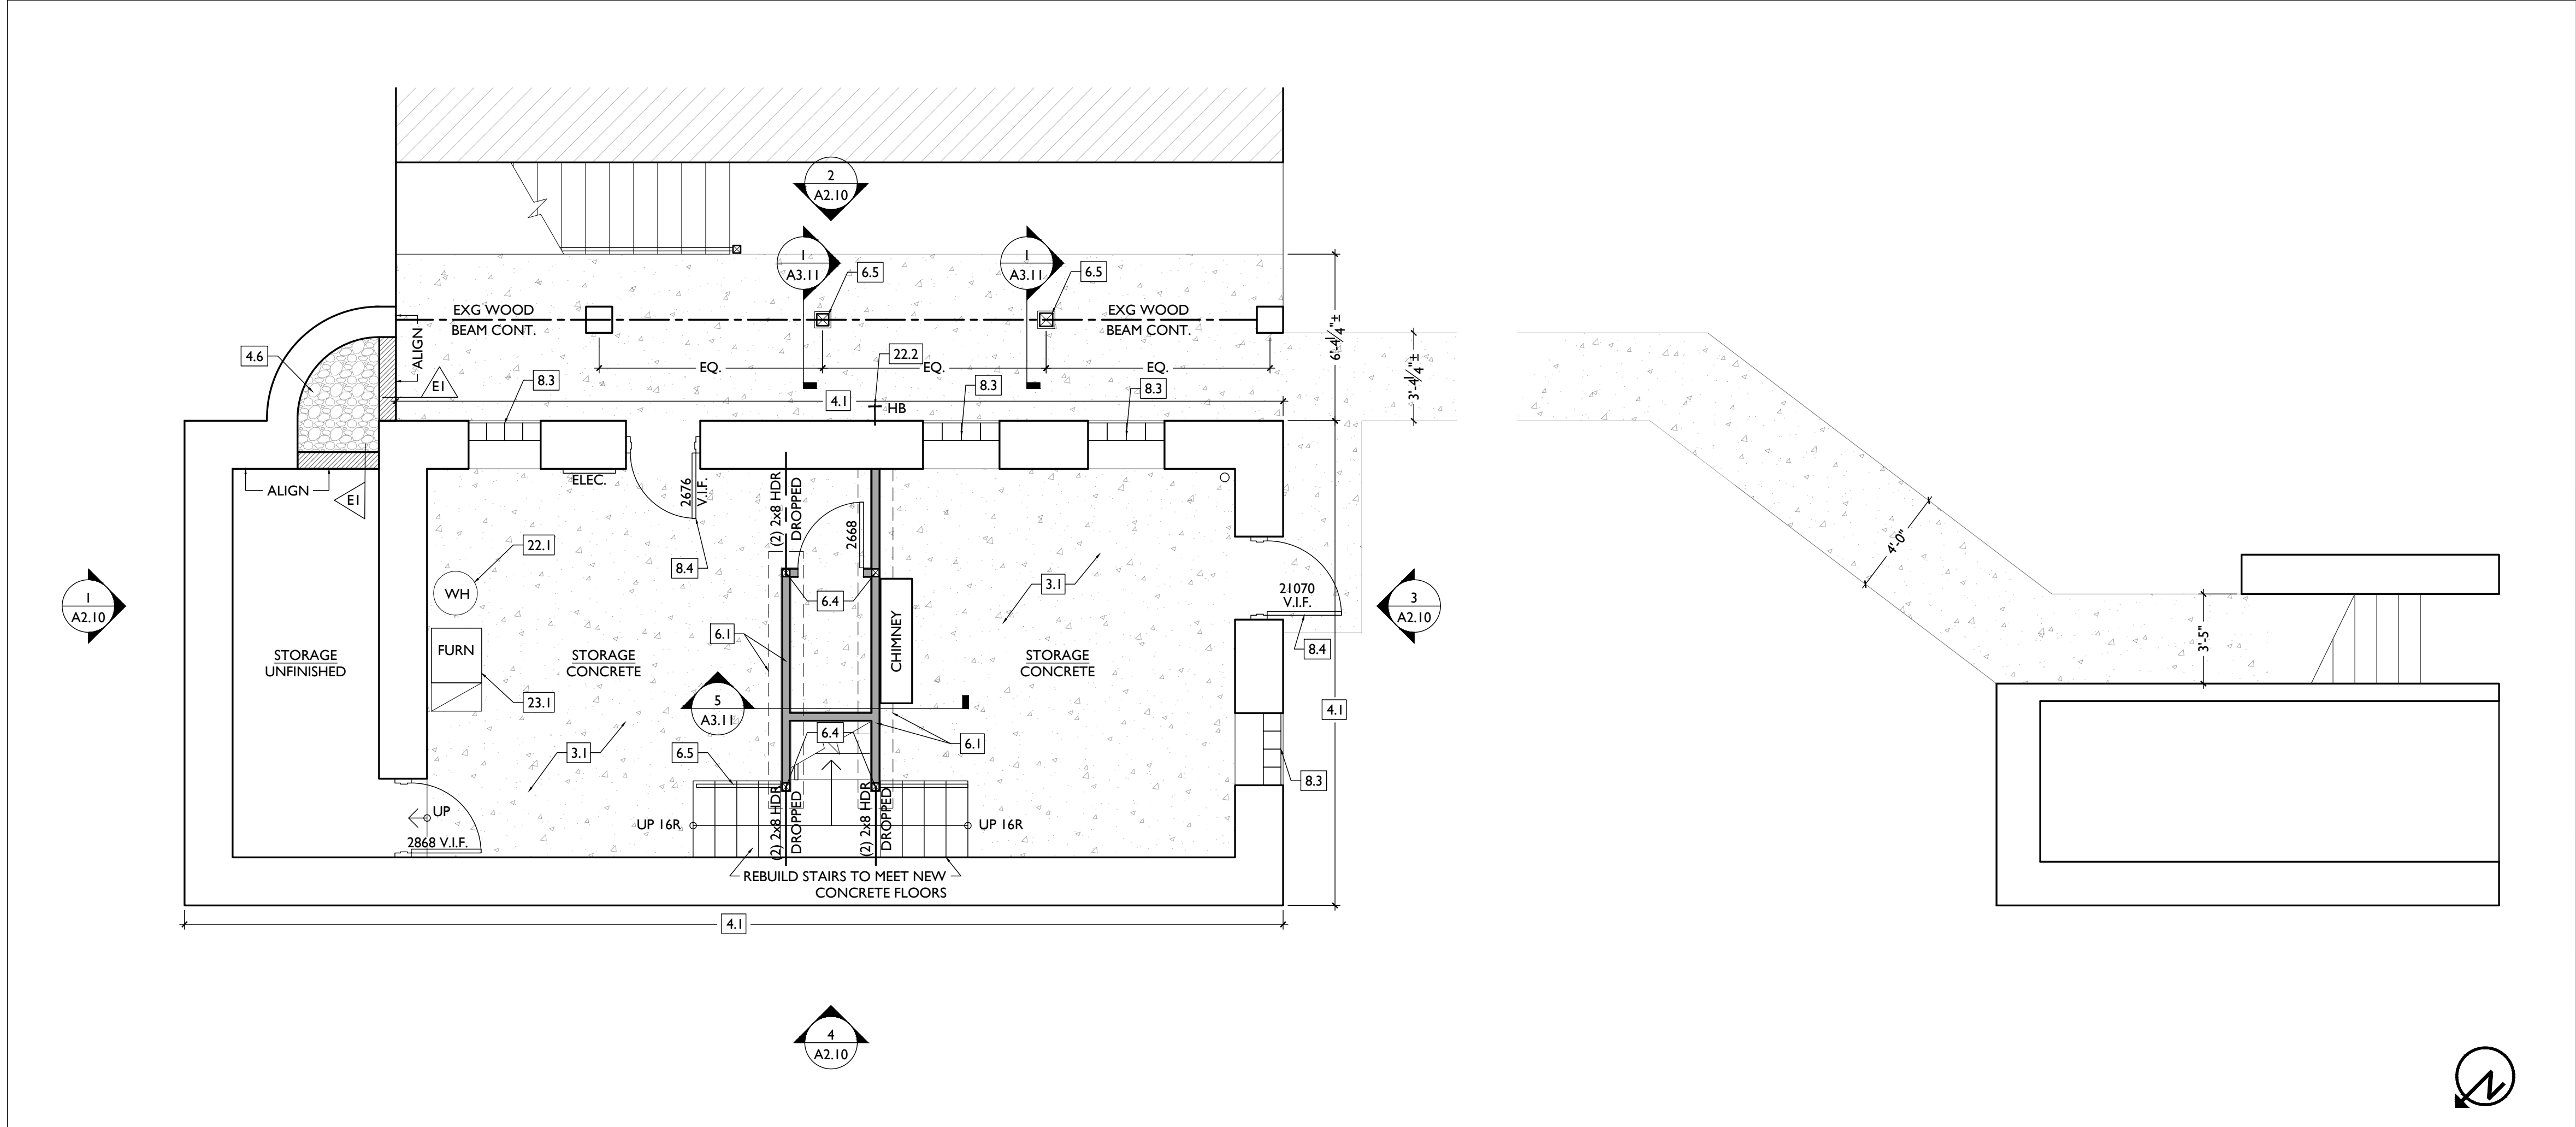 2
A2.10
1
A3.11
6.5
1
A3.11
6.5
EXG WOOD
BEAM CONT.
EXG WOOD
BEAM CONT.
ALIGN
6'-4 1/4"±
3'-4 1/4"±
4.6
22.2
EQ.
EQ.
EQ.
E1
8.3
8.3
8.3
4.1
HB
ELEC.
ALIGN
E1
2676
V.I.F.
(2) 2x8 HDR
DROPPED
2668
22.1
8.4
4'-0"
WH
3.1
21070
V.I.F.
1
A2.10
6.4
3
A2.10
6.1
CHIMNEY
FURN
8.4
3'-5"
STORAGE
UNFINISHED
STORAGE
CONCRETE
STORAGE
CONCRETE
23.1
5
A3.11
4.1
6.4
6.1
3.1
6.5
8.3
UP
UP 16R
(2) 2x8 HDR
DROPPED
(2) 2x8 HDR
DROPPED
UP 16R
2868 V.I.F.
REBUILD STAIRS TO MEET NEW
CONCRETE FLOORS
4.1
4
A2.10
N